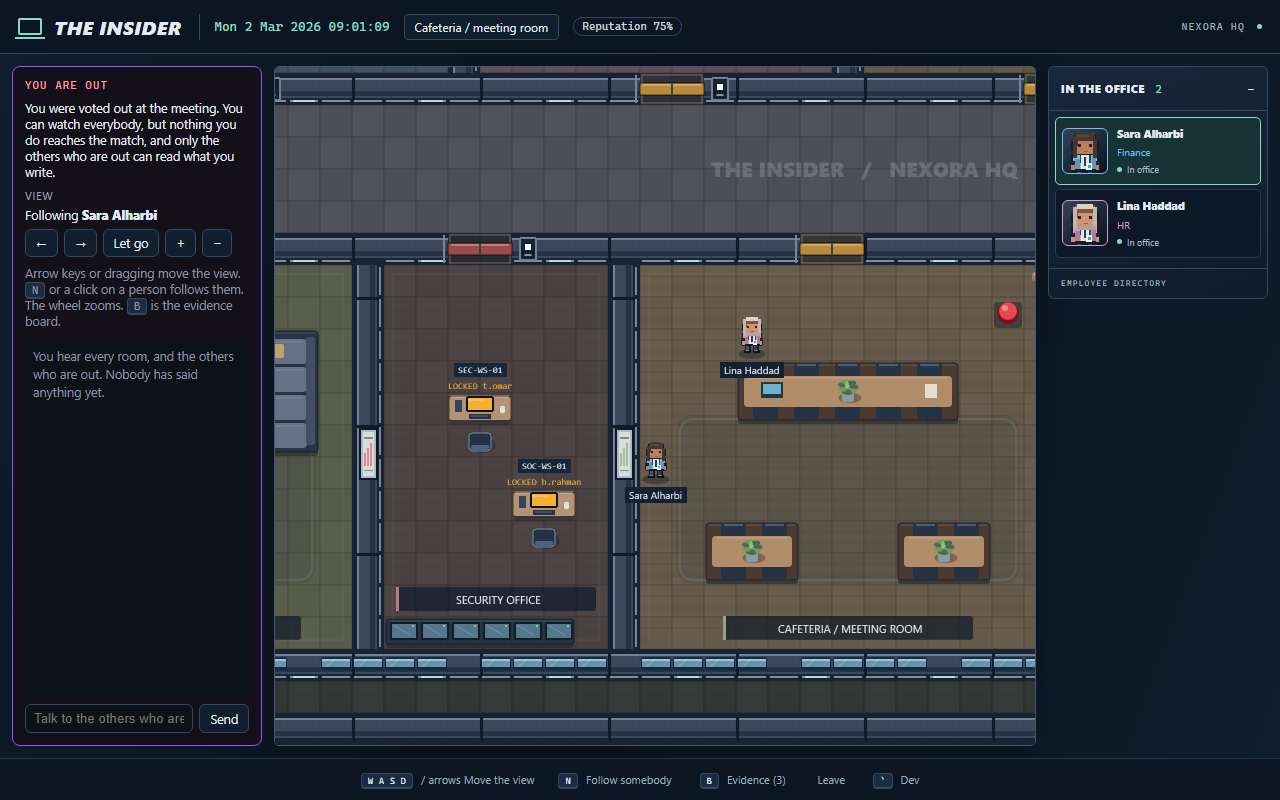 THE INSIDER
Mon 2 Mar 2026 09:01:09
Cafeteria / meeting room
Reputation 75%
NEXORA HQ
YOU ARE OUT
You were voted out at the meeting. You
can watch everybody, but nothing you
do reaches the match, and only the
others who are out can read what you
write.
VIEW
Following Sara Alharbi
← → Let go + −
Arrow keys or dragging move the view.
N or a click on a person follows them.
The wheel zooms. B is the evidence
board.
You hear every room, and the others
who are out. Nobody has said
anything yet.
Talk to the others who are
Send
THE INSIDER / NEXORA HQ
Lina Haddad
SEC-WS-01
LOCKED t.omar
SOC-WS-01
LOCKED h.rahman
Sara Alharbi
SECURITY OFFICE
CAFETERIA / MEETING ROOM
IN THE OFFICE 2 −
Sara Alharbi
Finance
In office
Lina Haddad
HR
In office
EMPLOYEE DIRECTORY
W A S D / arrows Move the view
N Follow somebody
B Evidence (3)
Leave
` Dev